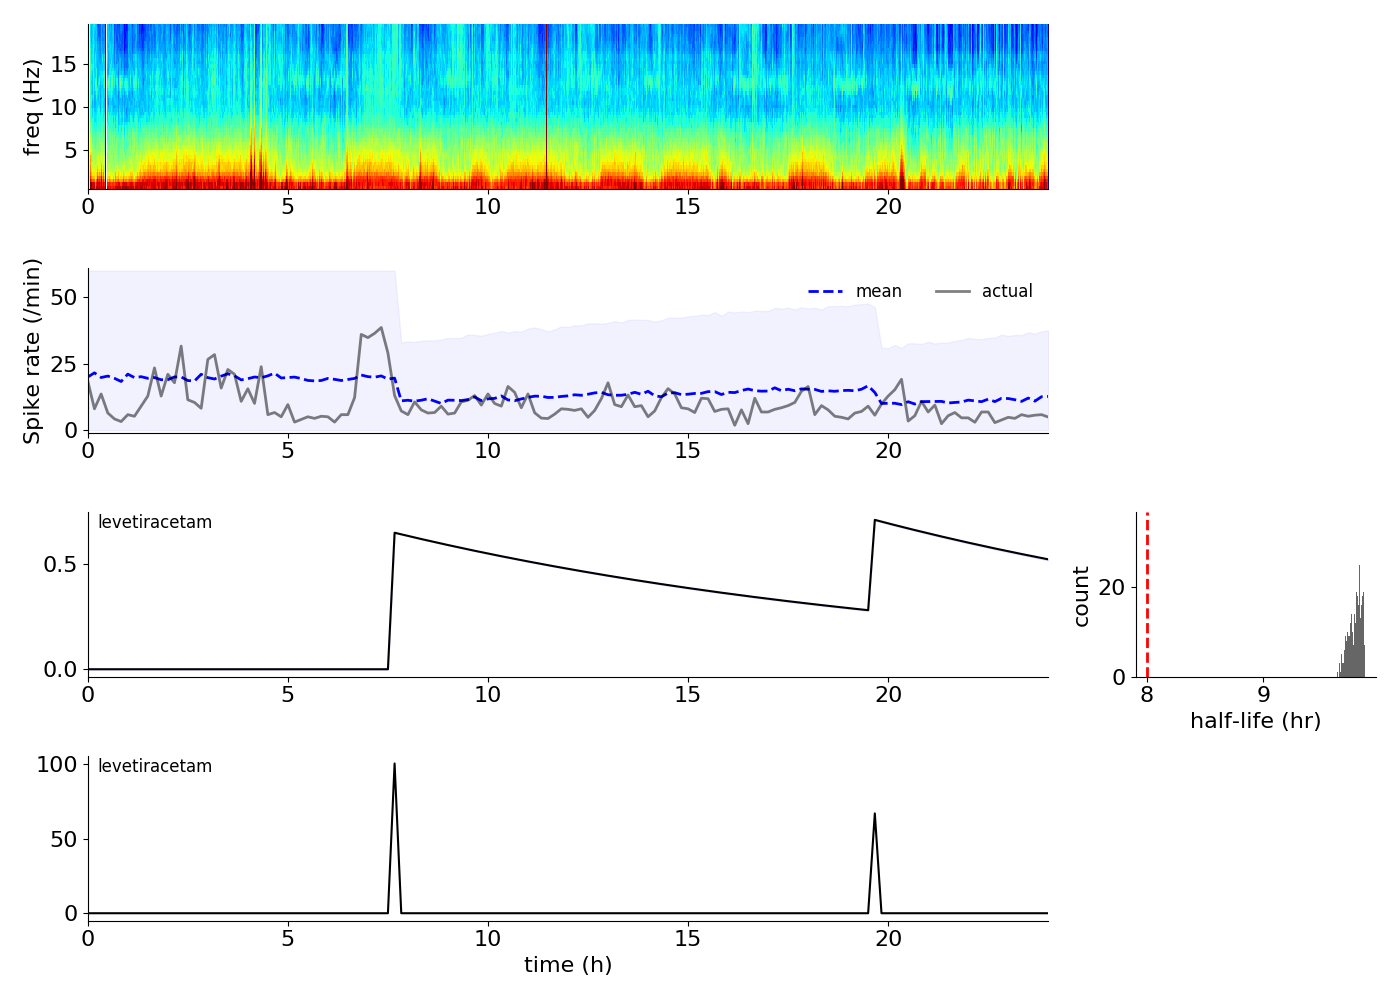 freq (Hz)
15
10
5
0 5 10 15 20
Spike rate (/min)
50
25
0
mean actual
0 5 10 15 20
levetiracetam
0.5
0.0
0 5 10 15 20
count
20
0
8 9
half-life (hr)
levetiracetam
100
50
0
0 5 10 15 20
time (h)